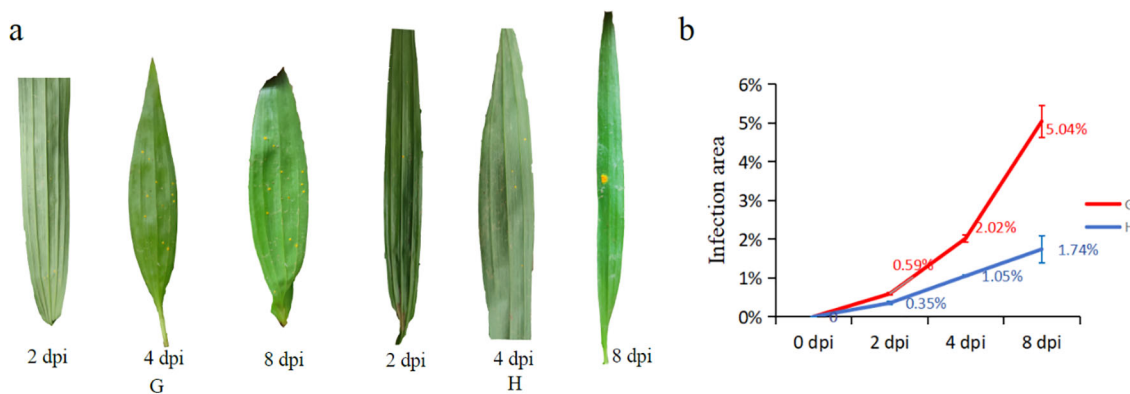 a
2 dpi
4 dpi
8 dpi
G
2 dpi
4 dpi
8 dpi
H
b
Infection area
6%
5%
4%
3%
2%
1%
0%
0 dpi
2 dpi
4 dpi
8 dpi
0
0.59%
2.02%
5.04%
0.35%
1.05%
1.74%